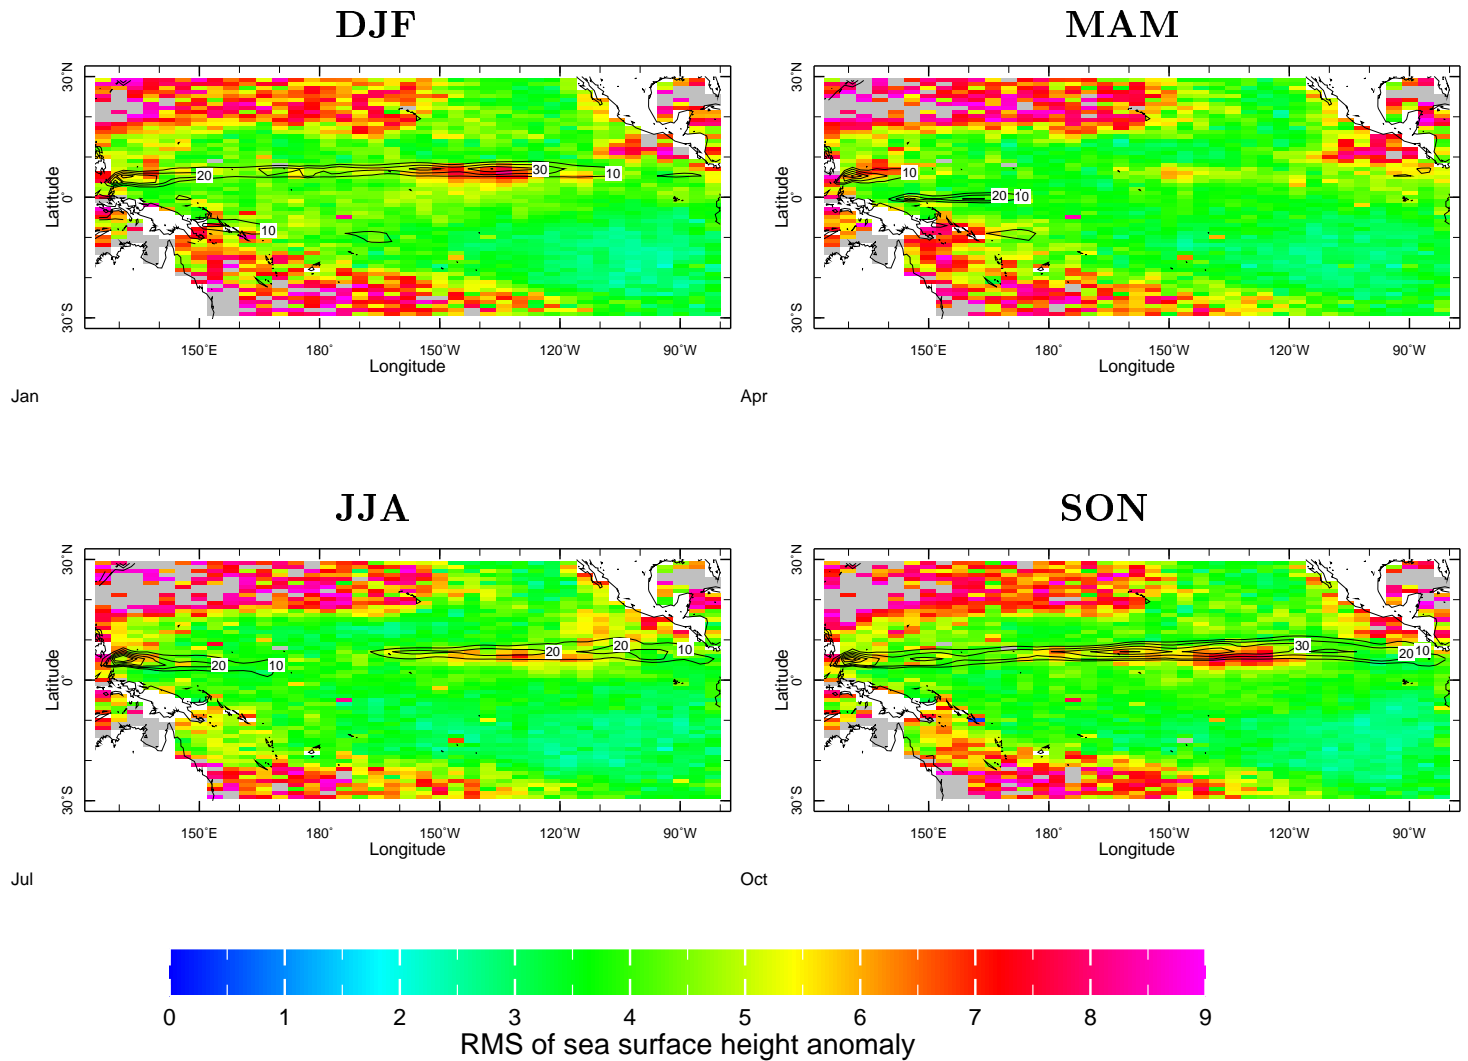 DJF MAM
30°N 30°N
20 30 10 10
Latitude 0° Latitude 0° 20 10
10
30°S 30°S
150°E 180° 150°W 120°W 90°W 150°E 180° 150°W 120°W 90°W
Longitude Longitude
Jan Apr
JJA SON
30°N 30°N
20 10 20 20 10 30 20 10
Latitude 0° Latitude 0°
30°S 30°S
150°E 180° 150°W 120°W 90°W 150°E 180° 150°W 120°W 90°W
Longitude Longitude
Jul Oct
0 1 2 3 4 5 6 7 8 9
RMS of sea surface height anomaly